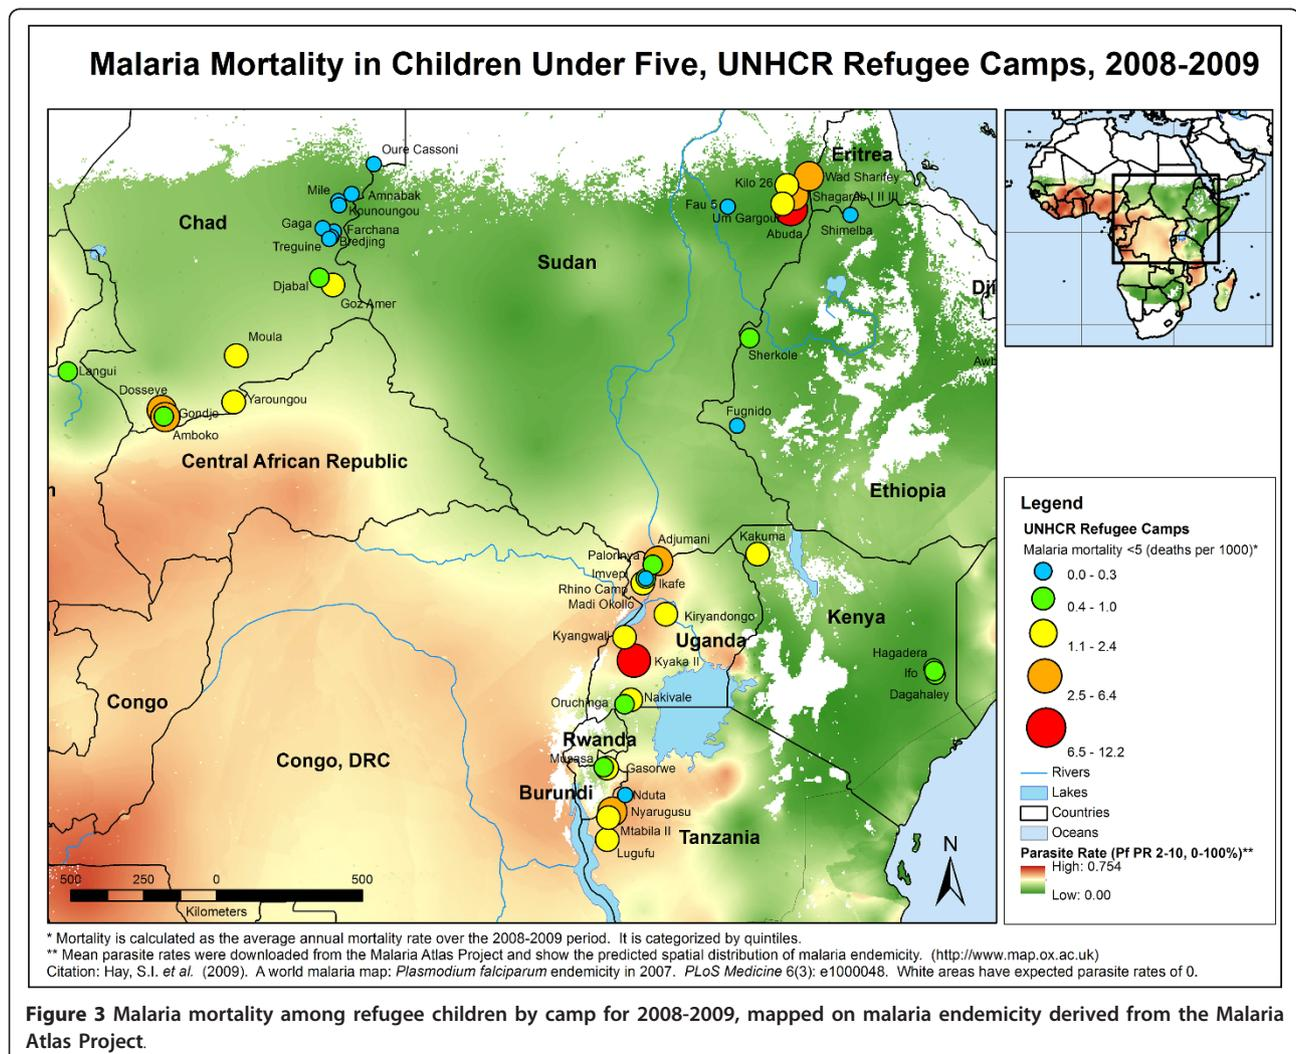 Malaria Mortality in Children Under Five, UNHCR Refugee Camps, 2008-2009
Oure Cassoni
Mile
Amnabak
Kounoungou
Gaga
Farchana
Bredjing
Treguine
Chad
Djabal
Goz Amer
Moula
Langui
Dosseye
Gondje
Amboko
Yaroungou
Central African Republic
Sudan
Eritrea
Kilo 26
Wad Sharifey
Shagarab I II III
Fau 5
Um Gargour
Abuda
Shimelba
Dji
Sherkole
Awb
Fugnido
Ethiopia
n
Adjumani
Kakuma
Palorinya
Imvepi
Ikafe
Rhino Camp
Madi Okollo
Kiryandongo
Kyangwali
Uganda
Kyaka II
Kenya
Hagadera
Ifo
Dagahaley
Nakivale
Oruchinga
Rwanda
Musasa
Gasorwe
Burundi
Nduta
Nyarugusu
Mtabila II
Lugufu
Tanzania
Congo
Congo, DRC
500 250 0 500
Kilometers
N
Legend
UNHCR Refugee Camps
Malaria mortality <5 (deaths per 1000)*
0.0 - 0.3
0.4 - 1.0
1.1 - 2.4
2.5 - 6.4
6.5 - 12.2
Rivers
Lakes
Countries
Oceans
Parasite Rate (Pf PR 2-10, 0-100%)**
High: 0.754
Low: 0.00
* Mortality is calculated as the average annual mortality rate over the 2008-2009 period. It is categorized by quintiles.
** Mean parasite rates were downloaded from the Malaria Atlas Project and show the predicted spatial distribution of malaria endemicity. (http://www.map.ox.ac.uk)
Citation: Hay, S.I. et al. (2009). A world malaria map: Plasmodium falciparum endemicity in 2007. PLoS Medicine 6(3): e1000048. White areas have expected parasite rates of 0.
Figure 3 Malaria mortality among refugee children by camp for 2008-2009, mapped on malaria endemicity derived from the Malaria
Atlas Project.